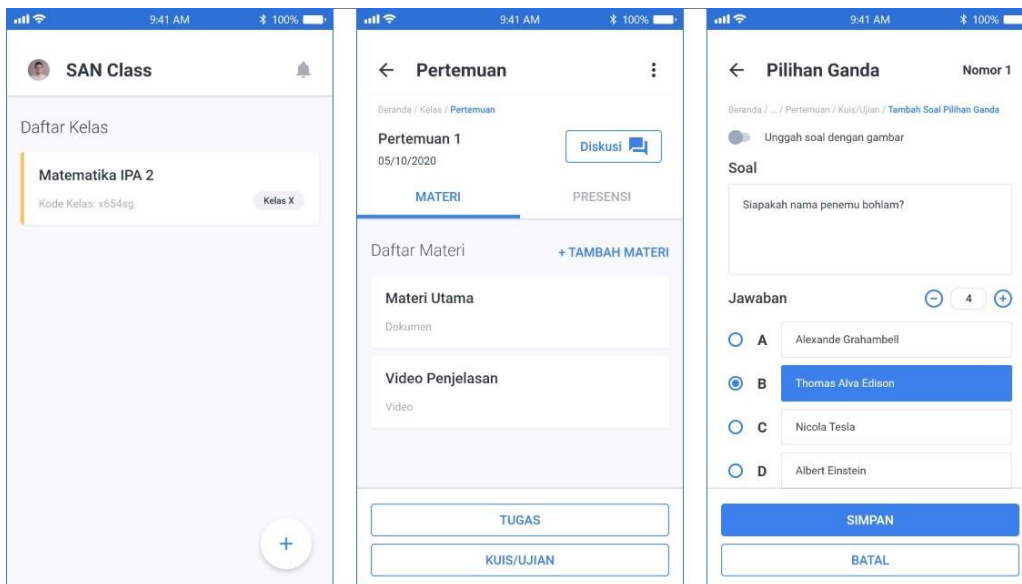 9:41 AM
100%
SAN Class
Daftar Kelas
Matematika IPA 2
Kode Kelas: x654sg
Kelas X
+
9:41 AM
100%
Pertemuan
Beranda / Kelas / Pertemuan
Pertemuan 1
05/10/2020
Diskusi
MATERI
PRESENSI
Daftar Materi
+ TAMBAH MATERI
Materi Utama
Dokumen
Video Penjelasan
Video
TUGAS
KUIS/UJIAN
9:41 AM
100%
Pilihan Ganda
Nomor 1
Beranda / ... / Pertemuan / Kuis/Ujian / Tambah Soal Pilihan Ganda
Unggah soal dengan gambar
Soal
Siapakah nama penemu bohlam?
Jawaban
4
A Alexande Grahambell
B Thomas Alva Edison
C Nicola Tesla
D Albert Einstein
SIMPAN
BATAL